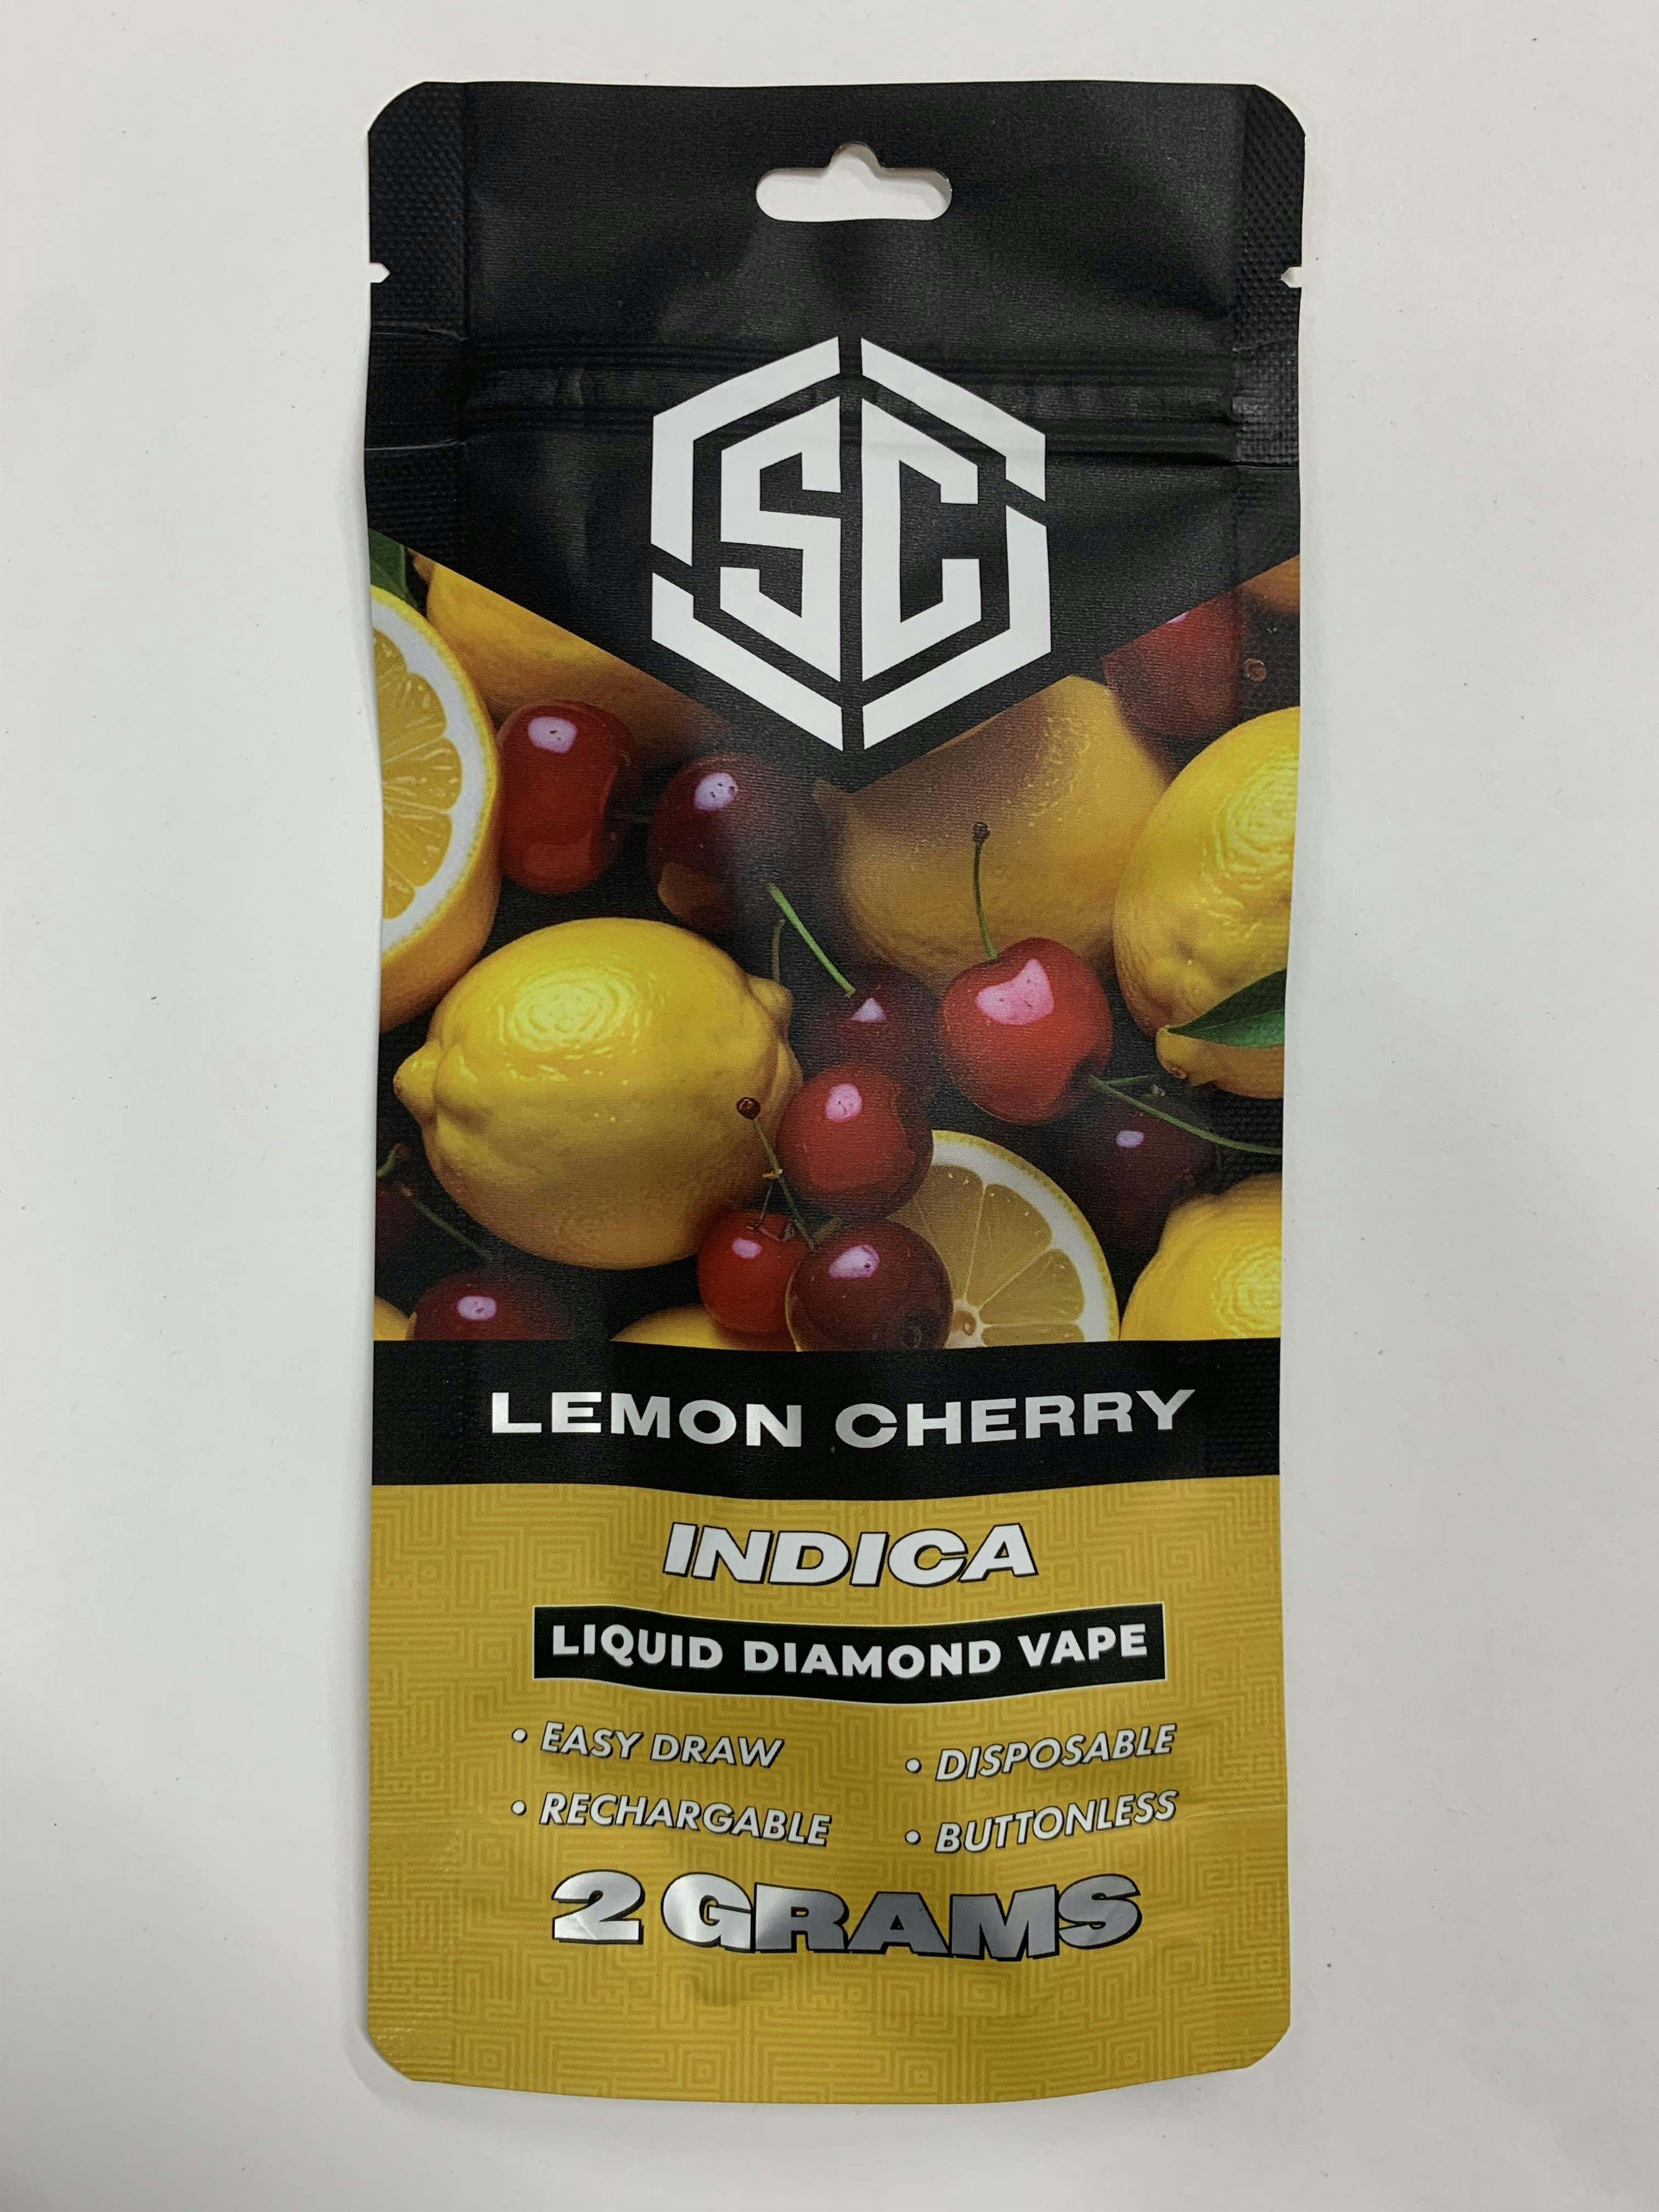 SC
LEMON CHERRY
INDICA
LIQUID DIAMOND VAPE
• EASY DRAW
• DISPOSABLE
• RECHARGABLE
• BUTTONLESS
2 GRAMS